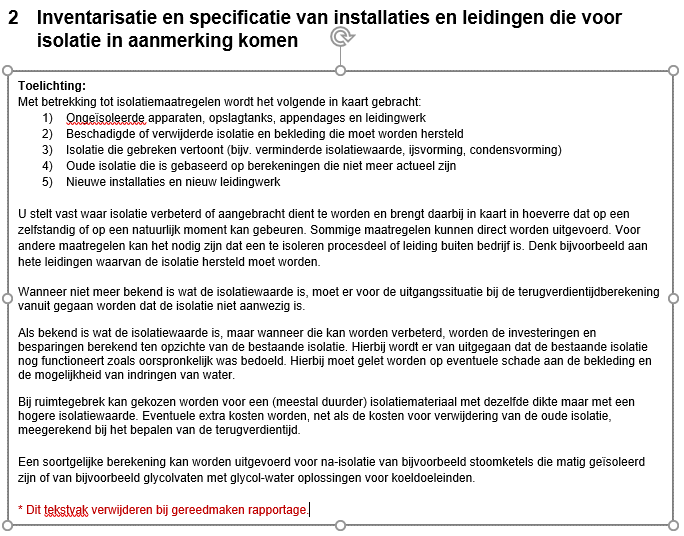 2 Inventarisatie en specificatie van installaties en leidingen die voor
isolatie in aanmerking komen
Toelichting:
Met betrekking tot isolatiemaatregelen wordt het volgende in kaart gebracht:
1) Ongeïsoleerde apparaten, opslagtanks, appendages en leidingwerk
2) Beschadigde of verwijderde isolatie en bekleding die moet worden hersteld
3) Isolatie die gebreken vertoont (bijv. verminderde isolatiewaarde, ijsvorming, condensvorming)
4) Oude isolatie die is gebaseerd op berekeningen die niet meer actueel zijn
5) Nieuwe installaties en nieuw leidingwerk
U stelt vast waar isolatie verbeterd of aangebracht dient te worden en brengt daarbij in kaart in hoeverre dat op een
zelfstandig of op een natuurlijk moment kan gebeuren. Sommige maatregelen kunnen direct worden uitgevoerd. Voor
andere maatregelen kan het nodig zijn dat een te isoleren procesdeel of leiding buiten bedrijf is. Denk bijvoorbeeld aan
hete leidingen waarvan de isolatie hersteld moet worden.
Wanneer niet meer bekend is wat de isolatiewaarde is, moet er voor de uitgangssituatie bij de terugverdientijdberekening
vanuit gegaan worden dat de isolatie niet aanwezig is.
Als bekend is wat de isolatiewaarde is, maar wanneer die kan worden verbeterd, worden de investeringen en
besparingen berekend ten opzichte van de bestaande isolatie. Hierbij wordt er van uitgegaan dat de bestaande isolatie
nog functioneert zoals oorspronkelijk was bedoeld. Hierbij moet gelet worden op eventuele schade aan de bekleding en
de mogelijkheid van indringen van water.
Bij ruimtegebrek kan gekozen worden voor een (meestal duurder) isolatiemateriaal met dezelfde dikte maar met een
hogere isolatiewaarde. Eventuele extra kosten worden, net als de kosten voor verwijdering van de oude isolatie,
meegerekend bij het bepalen van de terugverdientijd.
Een soortgelijke berekening kan worden uitgevoerd voor na-isolatie van bijvoorbeeld stoomketels die matig geïsoleerd
zijn of van bijvoorbeeld glycolvaten met glycol-water oplossingen voor koeldoeleinden.
* Dit tekstvak verwijderen bij gereedmaken rapportage.